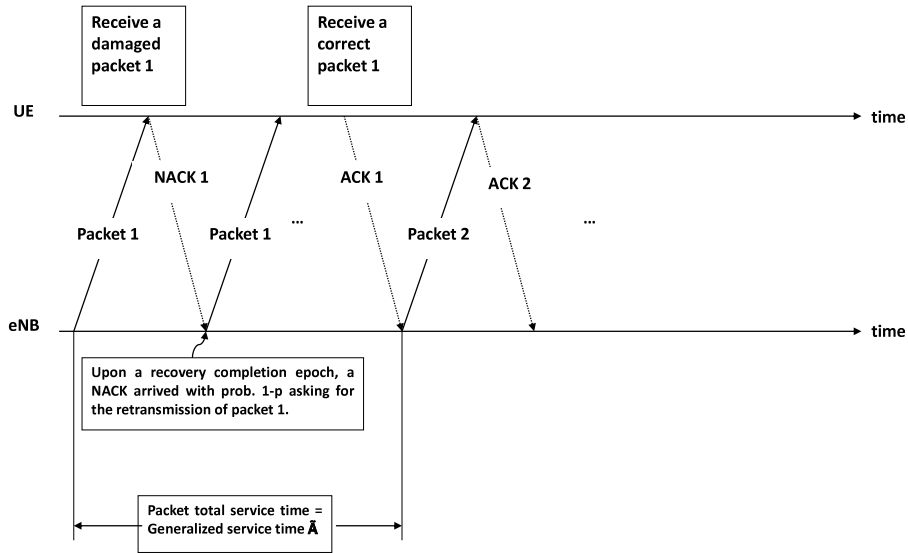 Receive a
damaged
packet 1
Receive a
correct
packet 1
UE
time
NACK 1
ACK 1
ACK 2
...
...
Packet 1
Packet 1
Packet 2
eNB
time
Upon a recovery completion epoch, a
NACK arrived with prob. 1-p asking for
the retransmission of packet 1.
Packet total service time =
Generalized service time Ã